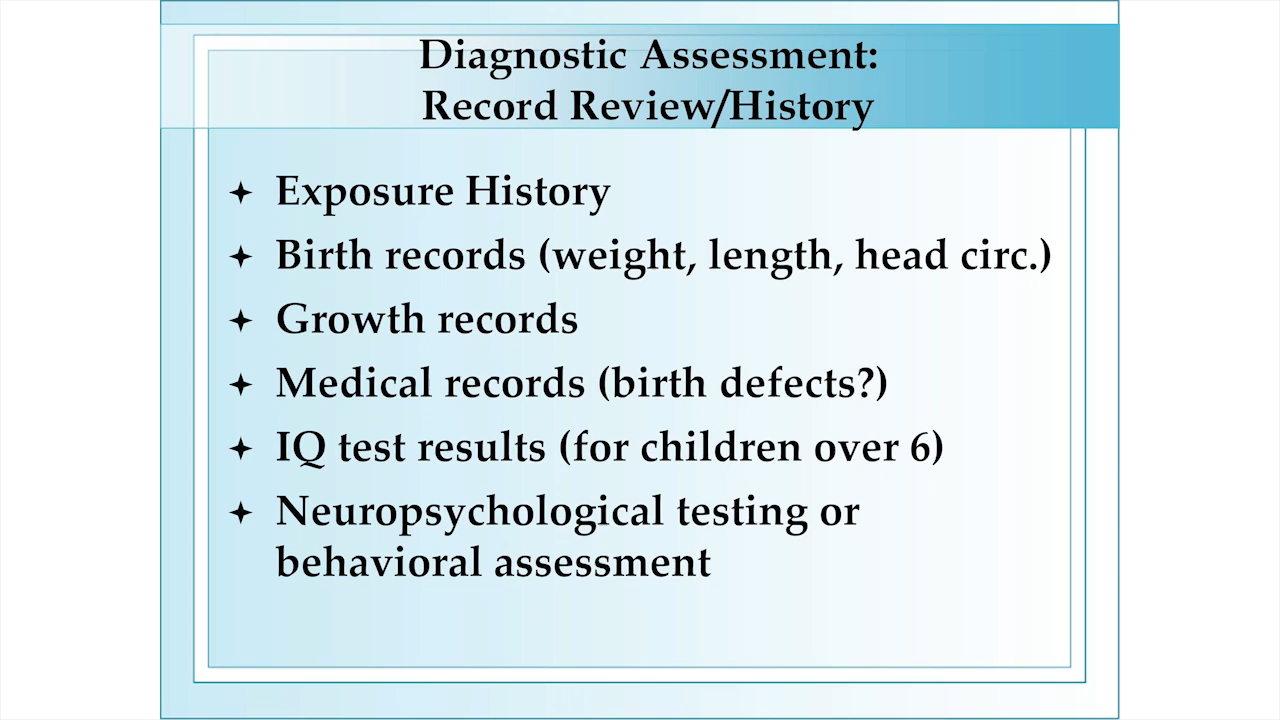 Diagnostic Assessment:
Record Review/History
Exposure History
Birth records (weight, length, head circ.)
Growth records
Medical records (birth defects?)
IQ test results (for children over 6)
Neuropsychological testing or
behavioral assessment